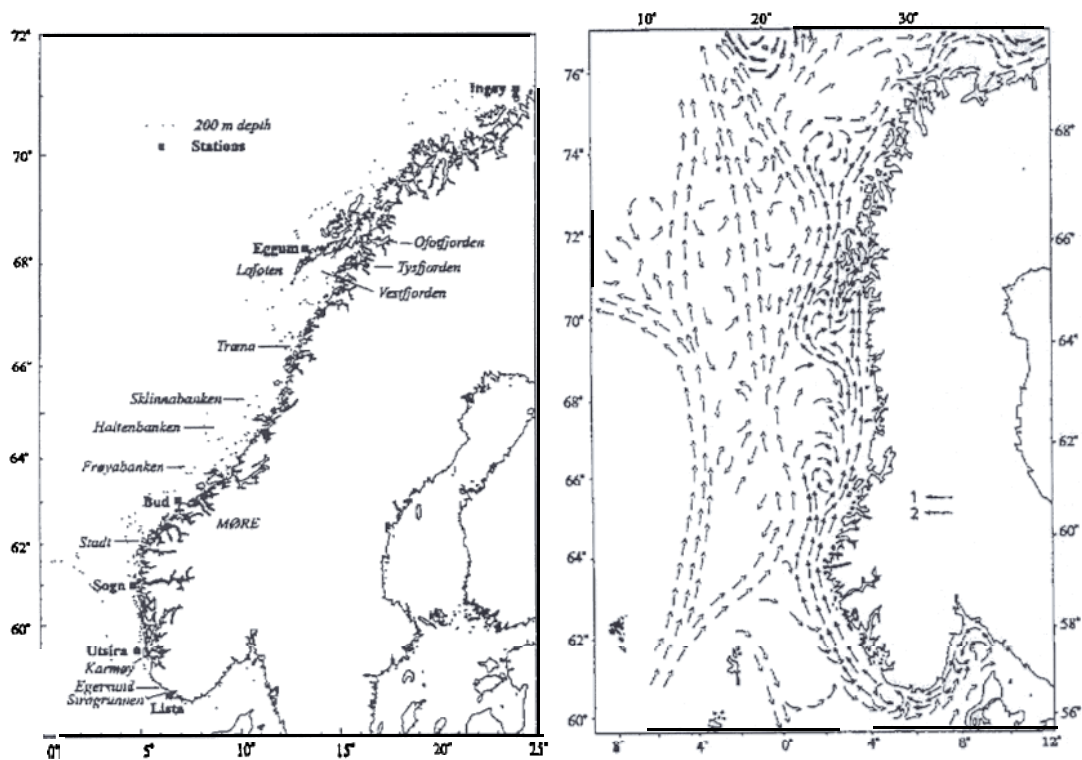 72°
70°
68°
66°
64°
62°
60°
200 m depth
Stations
Ingøy
Eggum
Lofoten
Ofotfjorden
Tysfjorden
Vestfjorden
Træna
Sklinnabanken
Haltenbanken
Frøyabanken
Bud
MØRE
Stadt
Sogn
Utsira
Karmøy
Egersund
Siragrunnen
Lista
0°
5°
10°
15°
20°
25°
10°
20°
30°
76°
74°
72°
70°
68°
66°
64°
62°
60°
68°
66°
64°
62°
60°
58°
56°
1
2
8°
4°
0°
4°
8°
12°